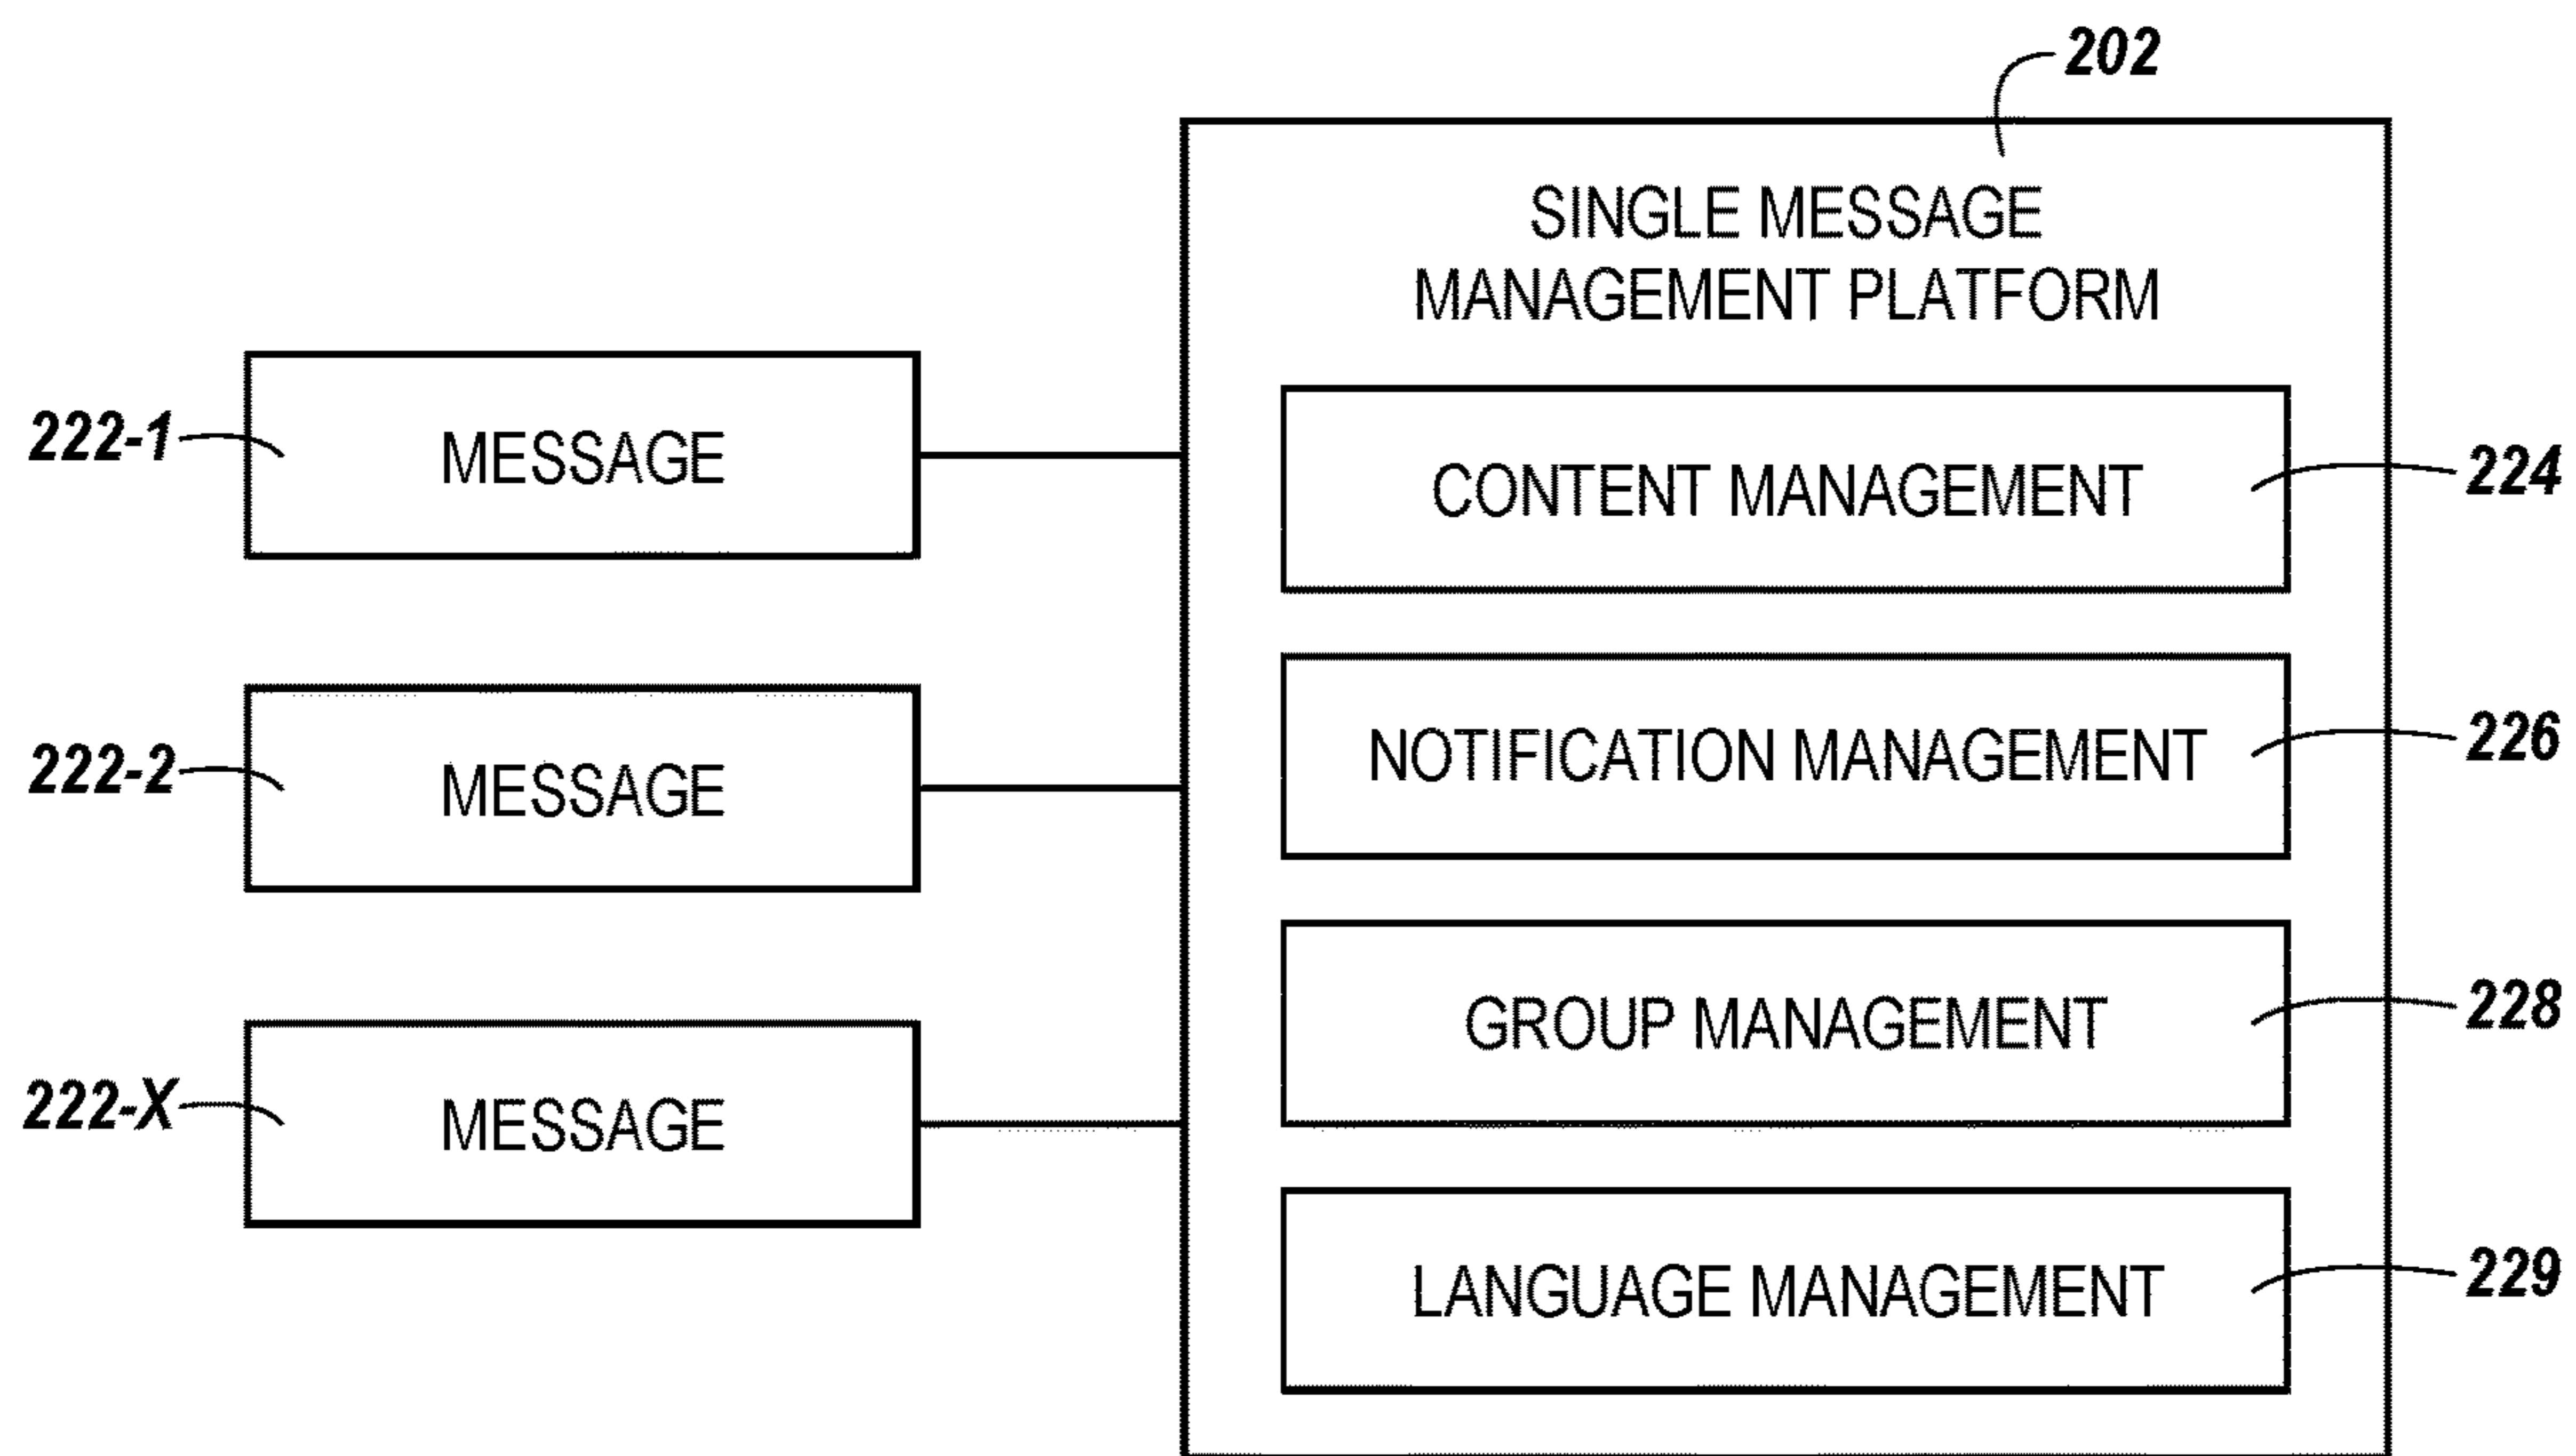 202
SINGLE MESSAGE
MANAGEMENT PLATFORM
222-1
MESSAGE
CONTENT MANAGEMENT
224
222-2
MESSAGE
NOTIFICATION MANAGEMENT
226
222-X
MESSAGE
GROUP MANAGEMENT
228
LANGUAGE MANAGEMENT
229